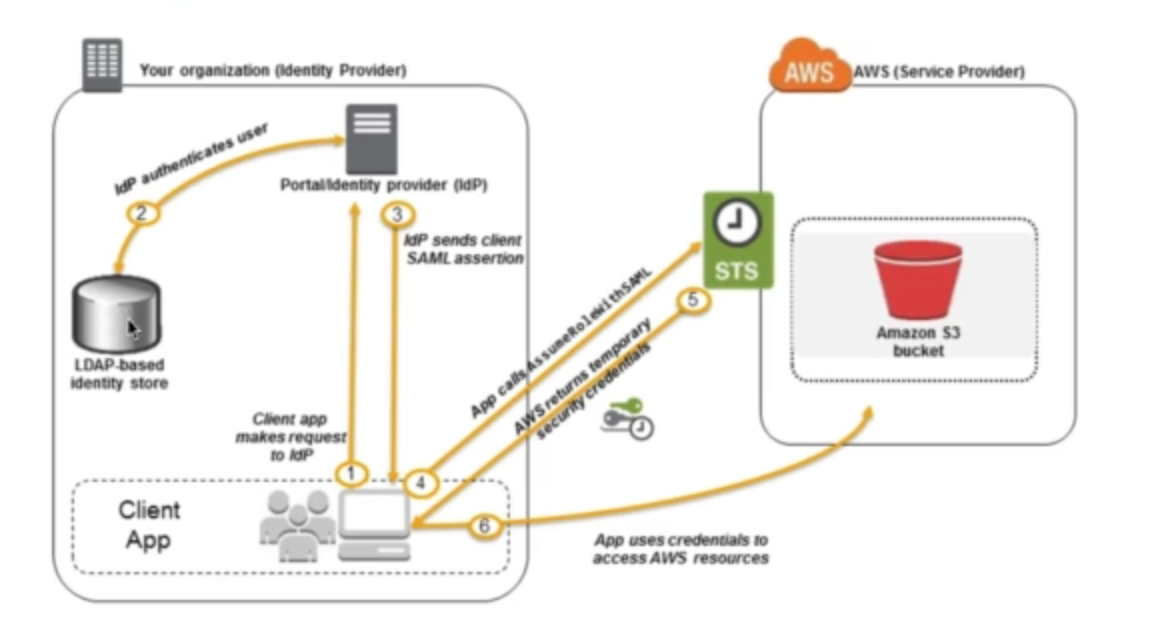 Your organization (Identity Provider)
AWS
AWS (Service Provider)
IdP authenticates user
Portal/Identity provider (IdP)
2
3
IdP sends client
SAML assertion
STS
LDAP-based
identity store
App calls AssumeRoleWithSAML
5
AWS returns temporary
security credentials
Amazon S3
bucket
Client app
makes request
to IdP
1
4
Client
App
6
App uses credentials to
access AWS resources